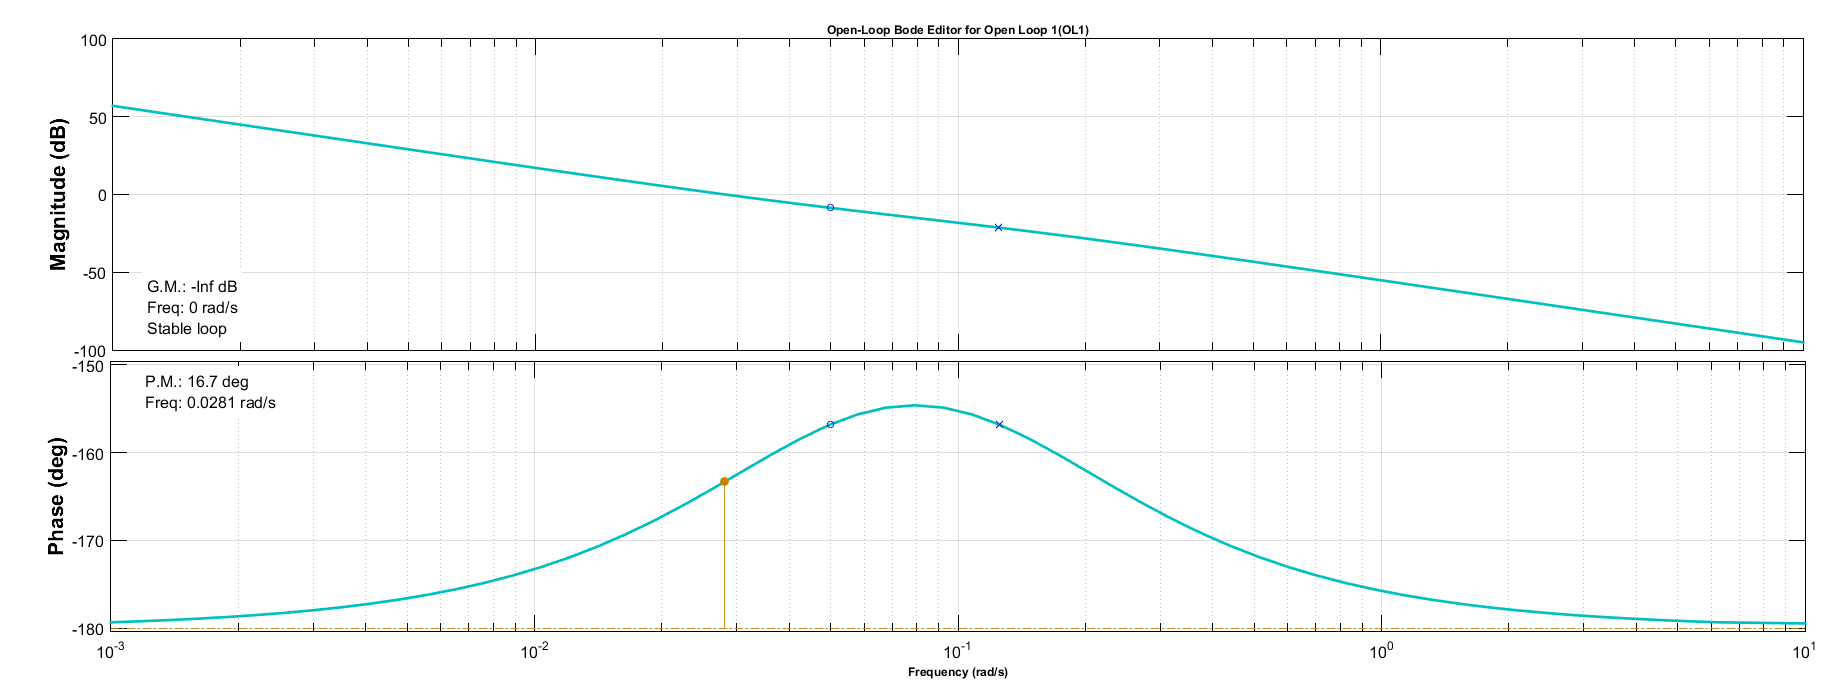 Open-Loop Bode Editor for Open Loop 1(OL1)
Magnitude (dB)
100
50
0
-50
-100
G.M.: -Inf dB
Freq: 0 rad/s
Stable loop
Phase (deg)
-150
-160
-170
-180
P.M.: 16.7 deg
Freq: 0.0281 rad/s
10^-3 10^-2 10^-1 10^0 10^1
Frequency (rad/s)